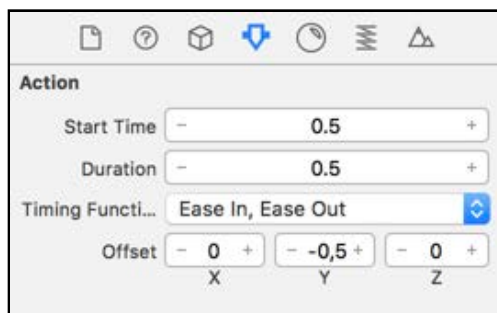 Action
Start Time - 0.5 +
Duration - 0.5 +
Timing Functi... Ease In, Ease Out
Offset - 0 + - -0,5 + - 0 +
X Y Z